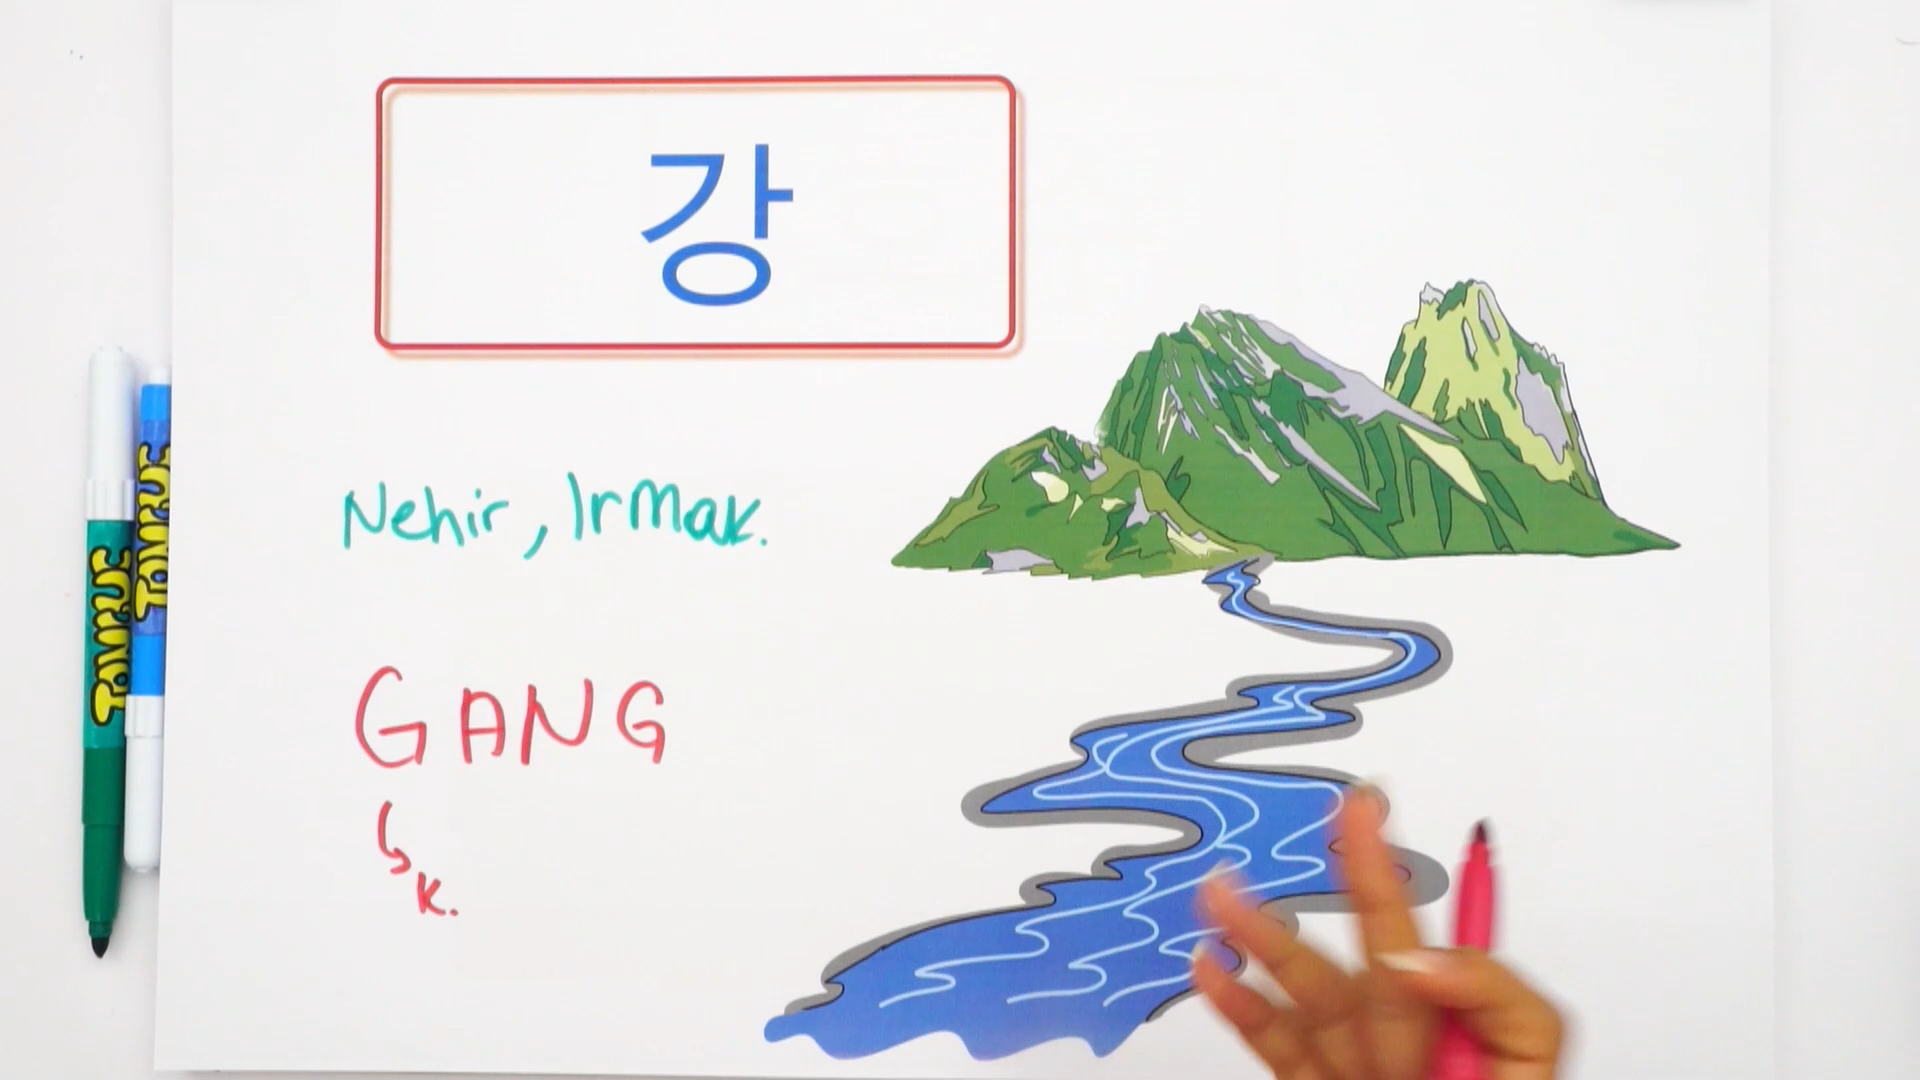 강
Nehir, Irmak.
GANG
k.